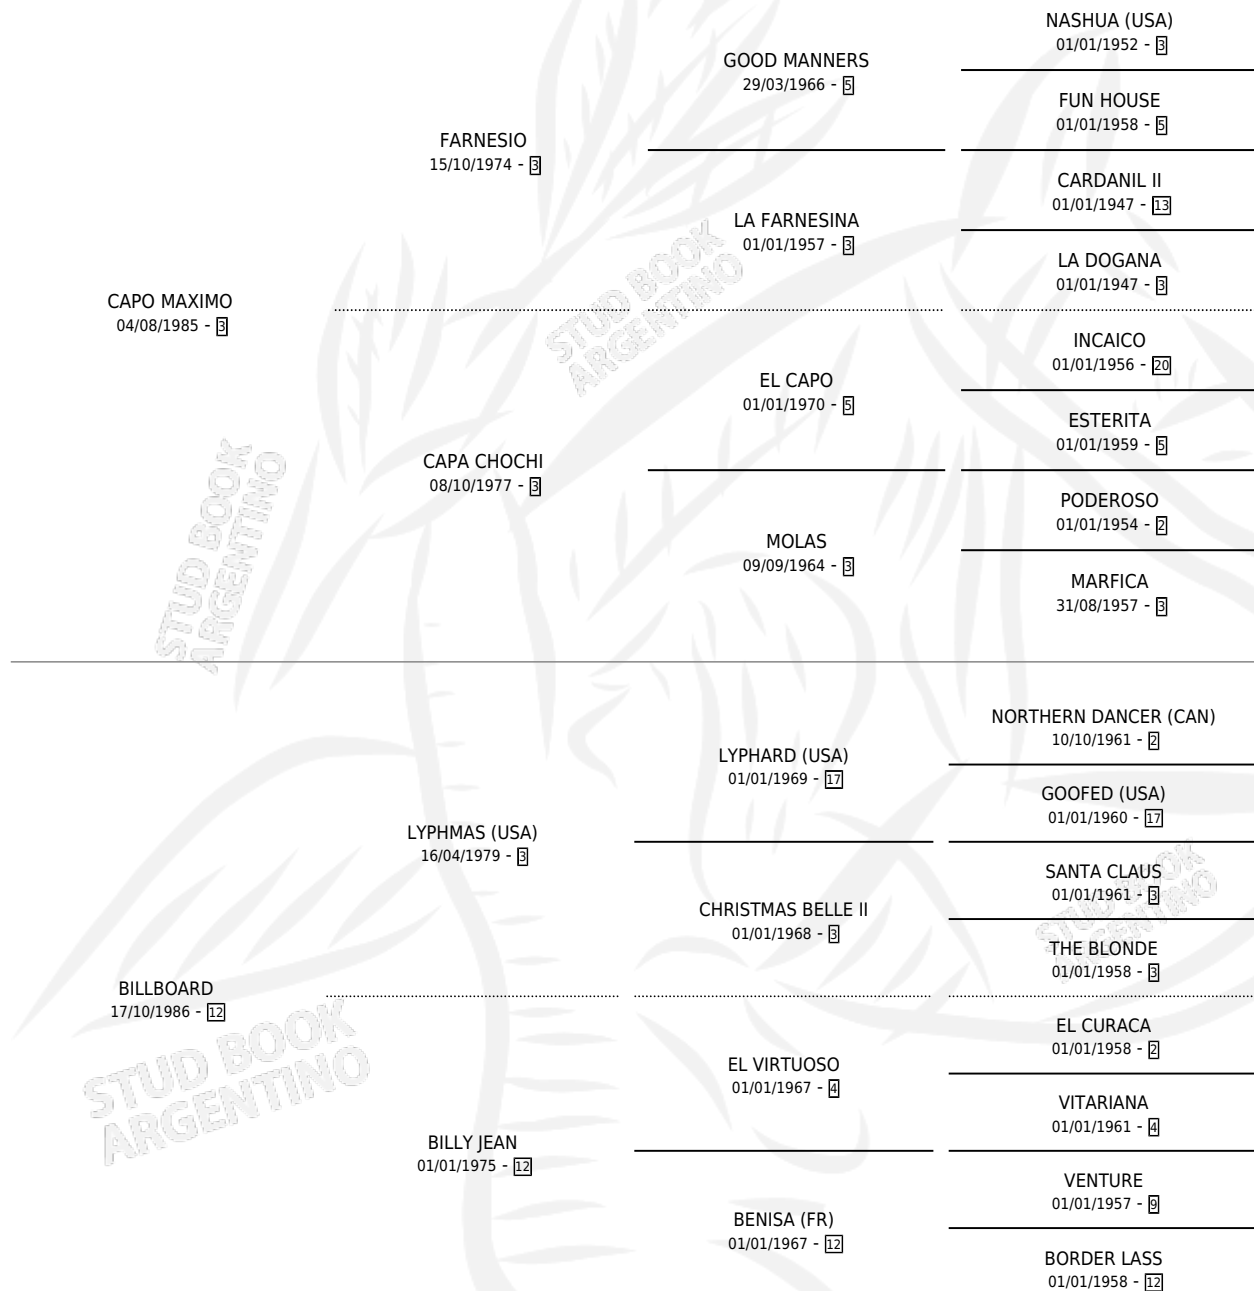 NASHUA (USA)
01/01/1952 - 3
GOOD MANNERS
29/03/1966 - 5
FUN HOUSE
01/01/1958 - 5
FARNESIO
15/10/1974 - 3
CARDANIL II
01/01/1947 - 13
LA FARNESINA
01/01/1957 - 3
LA DOGANA
01/01/1947 - 3
CAPO MAXIMO
04/08/1985 - 3
INCAICO
01/01/1956 - 20
EL CAPO
01/01/1970 - 5
ESTERITA
01/01/1959 - 5
CAPA CHOCHI
08/10/1977 - 3
PODEROSO
01/01/1954 - 2
MOLAS
09/09/1964 - 3
MARFICA
31/08/1957 - 3
STUD BOOK
ARGENTINO
STUD BOOK
ARGENTINO
NORTHERN DANCER (CAN)
10/10/1961 - 2
LYPHARD (USA)
01/01/1969 - 17
GOOFED (USA)
01/01/1960 - 17
LYPHMAS (USA)
16/04/1979 - 3
SANTA CLAUS
01/01/1961 - 3
CHRISTMAS BELLE II
01/01/1968 - 3
THE BLONDE
01/01/1958 - 3
BILLBOARD
17/10/1986 - 12
EL CURACA
01/01/1958 - 2
EL VIRTUOSO
01/01/1967 - 4
VITARIANA
01/01/1961 - 4
BILLY JEAN
01/01/1975 - 12
VENTURE
01/01/1957 - 9
BENISA (FR)
01/01/1967 - 12
BORDER LASS
01/01/1958 - 12
STUD BOOK
ARGENTINO
STUD BOOK
ARGENTINO